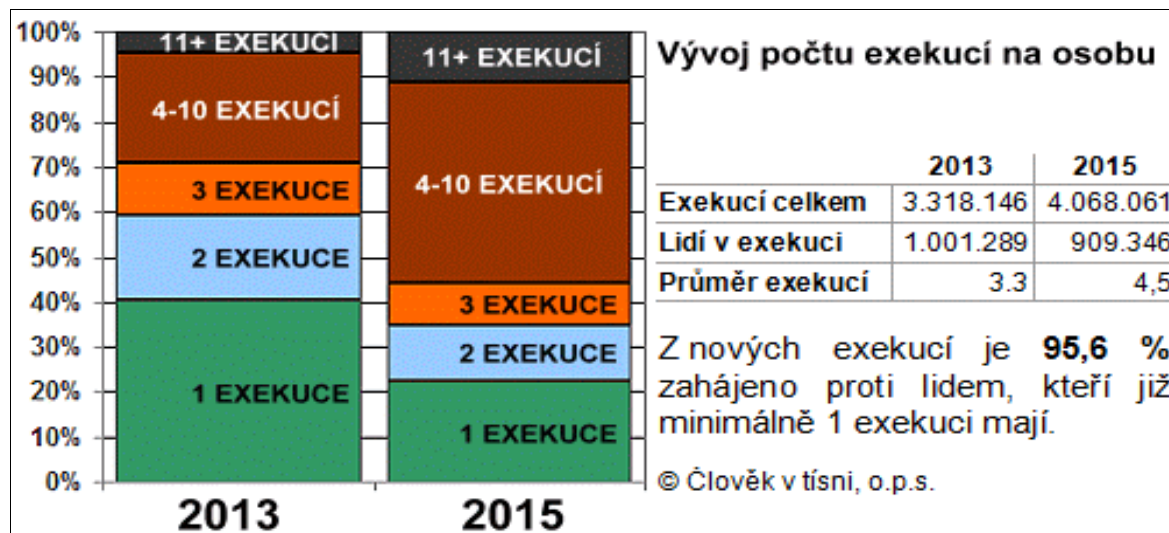 100%
90%
80%
70%
60%
50%
40%
30%
20%
10%
0%
11+ EXEKUCÍ
4-10 EXEKUCÍ
3 EXEKUCE
2 EXEKUCE
1 EXEKUCE
2013
11+ EXEKUCÍ
4-10 EXEKUCÍ
3 EXEKUCE
2 EXEKUCE
1 EXEKUCE
2015
Vývoj počtu exekucí na osobu
2013 2015
Exekucí celkem 3.318.146 4.068.061
Lidí v exekuci 1.001.289 909.346
Průměr exekucí 3.3 4,5
Z nových exekucí je 95,6 %
zahájeno proti lidem, kteří již
minimálně 1 exekuci mají.
© Člověk v tísni, o.p.s.